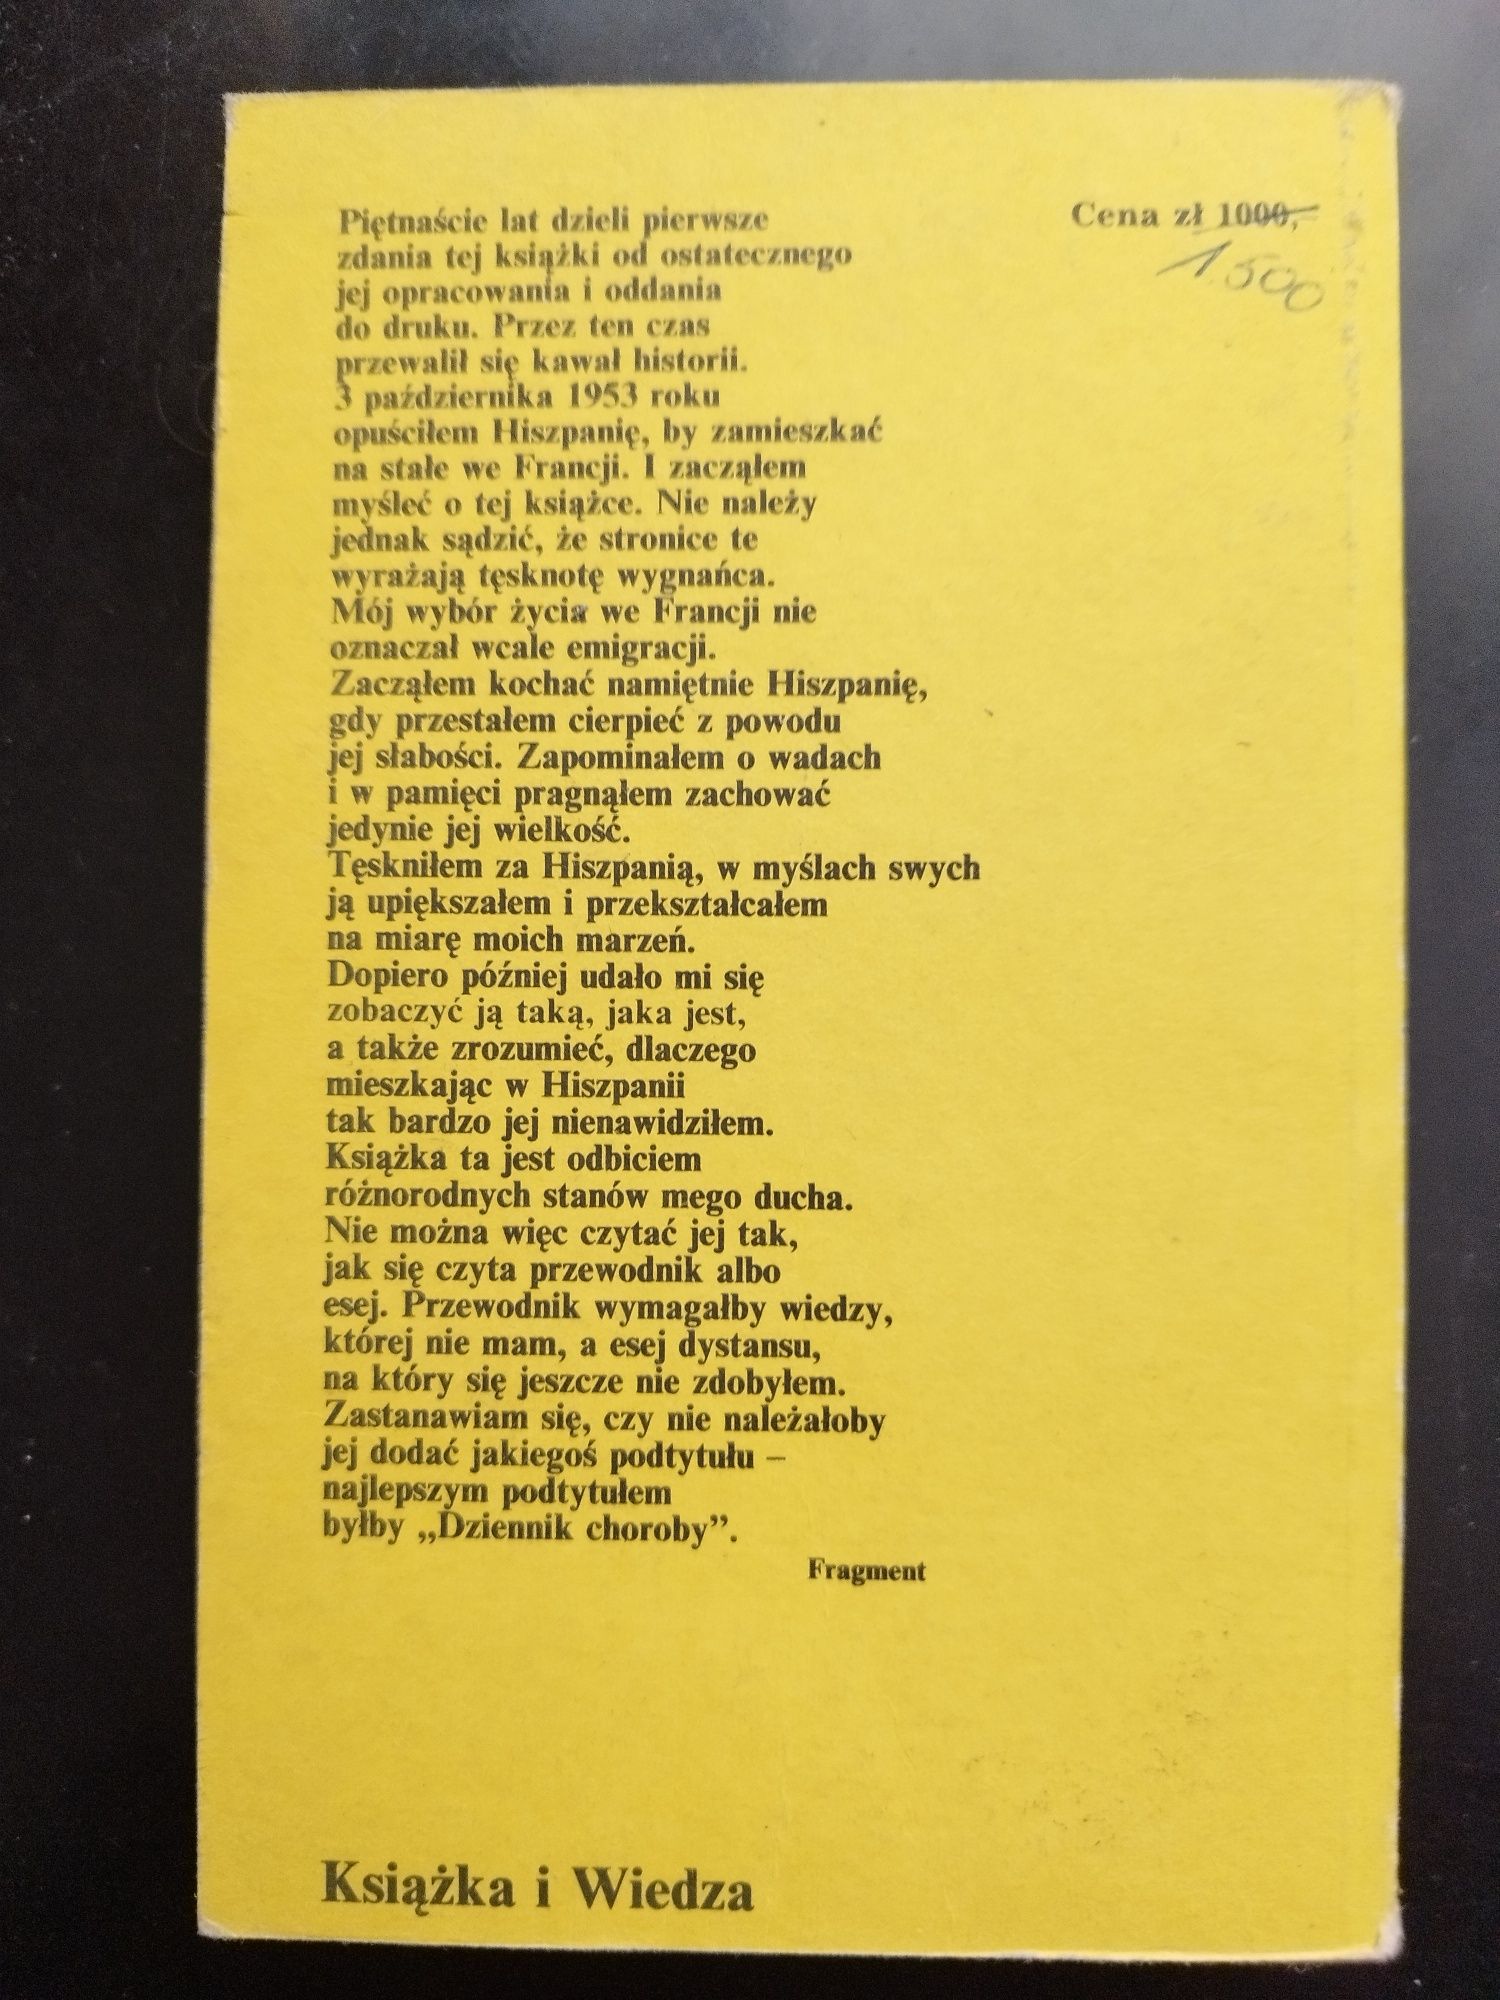 Piętnaście lat dzieli pierwsze
zdania tej książki od ostatecznego
jej opracowania i oddania
do druku. Przez ten czas
przewalił się kawał historii.
3 października 1953 roku
opuściłem Hiszpanię, by zamieszkać
na stałe we Francji. I zacząłem
myśleć o tej książce. Nie należy
jednak sądzić, że stronice te
wyrażają tęsknotę wygnańca.
Mój wybór życia we Francji nie
oznaczał wcale emigracji.
Zacząłem kochać namiętnie Hiszpanię,
gdy przestałem cierpieć z powodu
jej słabości. Zapominałem o wadach
i w pamięci pragnąłem zachować
jedynie jej wielkość.
Tęskniłem za Hiszpanią, w myślach swych
ją upiększałem i przekształcałem
na miarę moich marzeń.
Dopiero później udało mi się
zobaczyć ją taką, jaka jest,
a także zrozumieć, dlaczego
mieszkając w Hiszpanii
tak bardzo jej nienawidziłem.
Książka ta jest odbiciem
różnorodnych stanów mego ducha.
Nie można więc czytać jej tak,
jak się czyta przewodnik albo
esej. Przewodnik wymagałby wiedzy,
której nie mam, a esej dystansu,
na który się jeszcze nie zdobyłem.
Zastanawiam się, czy nie należałoby
jej dodać jakiegoś podtytułu –
najlepszym podtytułem
byłby „Dziennik choroby”.
Fragment
Cena zł 1000,-
1.500
Książka i Wiedza